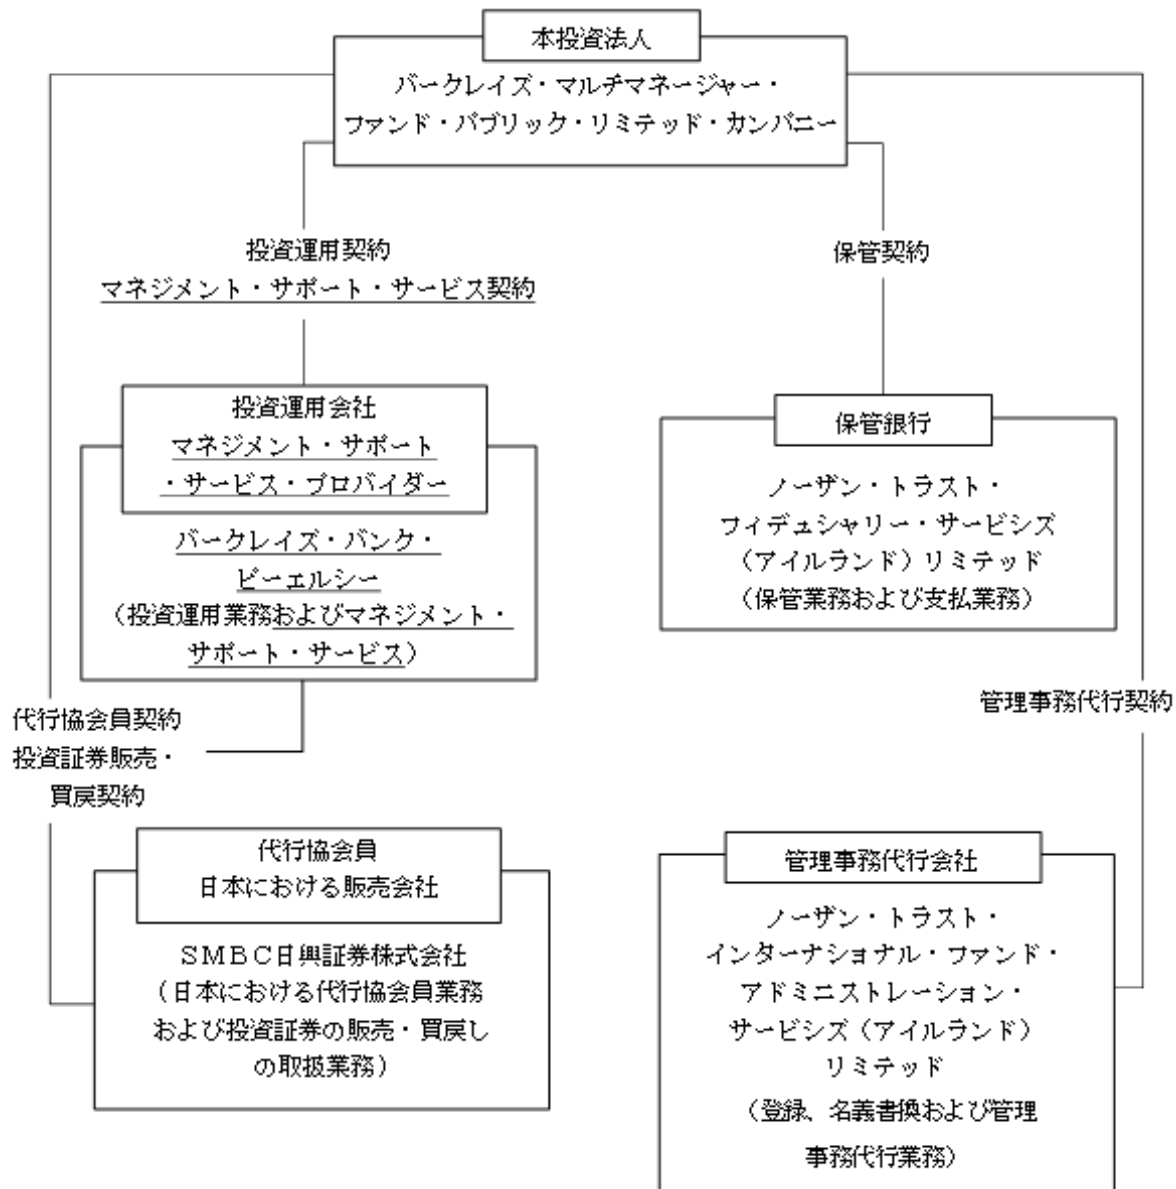 本投資法人
バークレイズ・マルチマネージャー・
ファンド・パブリック・リミテッド・カンパニー
投資運用契約
マネジメント・サポート・サービス契約
保管契約
投資運用会社
マネジメント・サポート
・サービス・プロバイダー
バークレイズ・バンク・
ピーエルシー
(投資運用業務およびマネジメント・
サポート・サービス)
保管銀行
ノーザン・トラスト・
フィデュシャリー・サービシズ
(アイルランド)リミテッド
(保管業務および支払業務)
代行協会員契約
投資証券販売・
買戻契約
管理事務代行契約
代行協会員
日本における販売会社
SMBC日興証券株式会社
(日本における代行協会員業務
および投資証券の販売・買戻し
の取扱業務)
管理事務代行会社
ノーザン・トラスト・
インターナショナル・ファンド・
アドミニストレーション・
サービシズ(アイルランド)
リミテッド
(登録、名義書換および管理
事務代行業務)